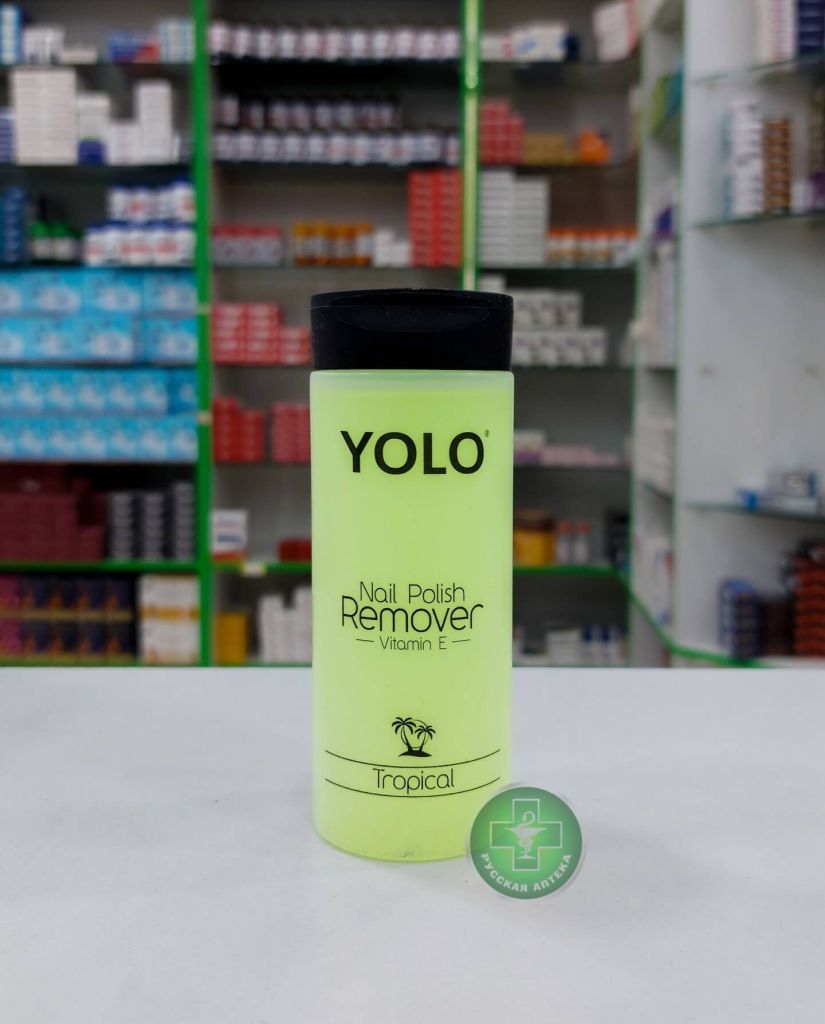 YOLO®
Nail Polish
Remover
Vitamin E
Tropical
РУССКАЯ АПТЕКА